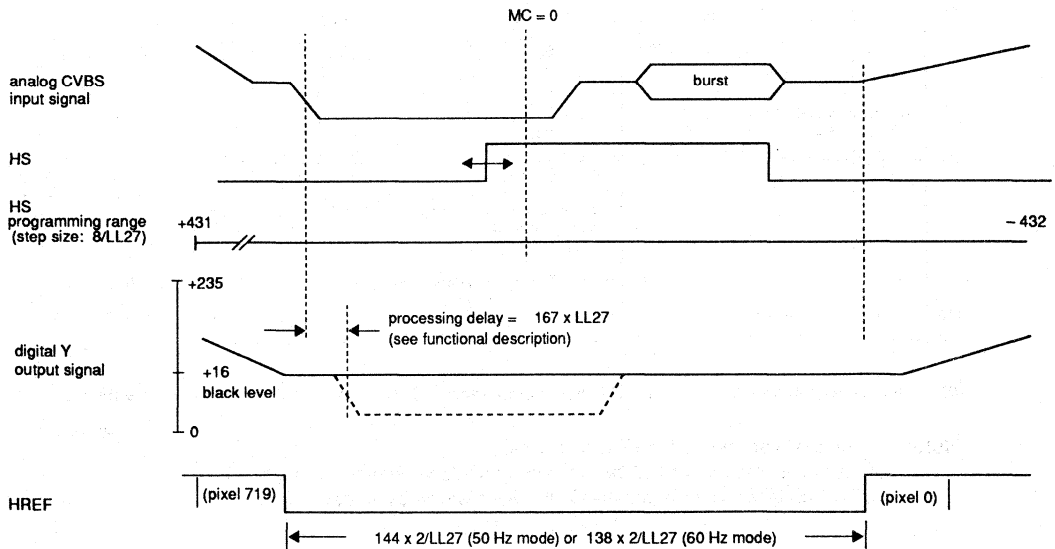 MC = 0
analog CVBS
input signal
burst
HS
HS
programming range
(step size: 8/LL27)
+431
– 432
+235
processing delay = 167 x LL27
(see functional description)
digital Y
output signal
+16
black level
0
HREF
(pixel 719)
(pixel 0)
144 x 2/LL27 (50 Hz mode) or 138 x 2/LL27 (60 Hz mode)